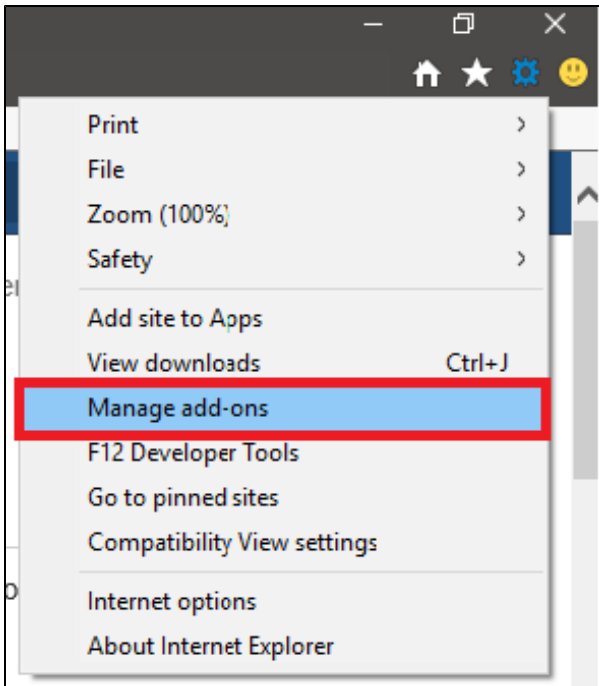 Print
File
Zoom (100%)
Safety
Add site to Apps
View downloads Ctrl+J
Manage add-ons
F12 Developer Tools
Go to pinned sites
Compatibility View settings
Internet options
About Internet Explorer